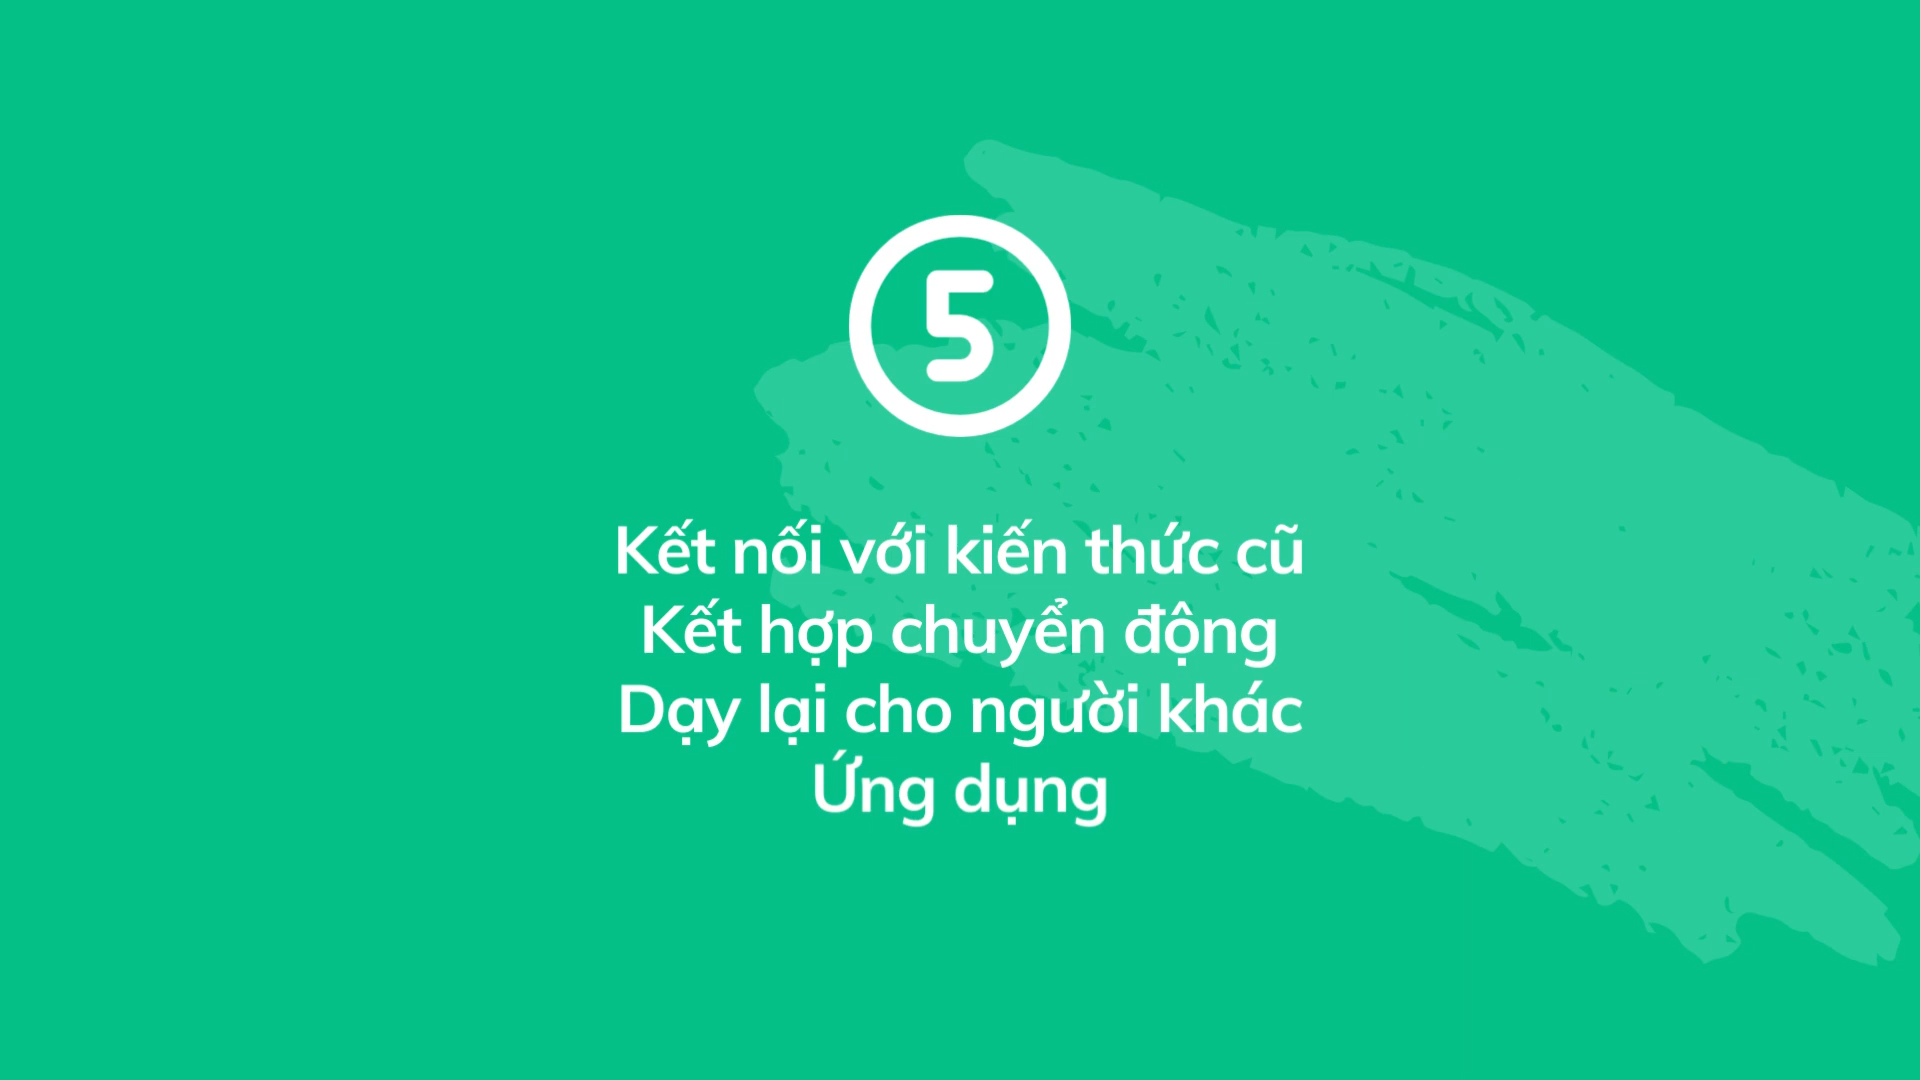 5
Kết nối với kiến thức cũ
Kết hợp chuyển động
Dạy lại cho người khác
Ứng dụng